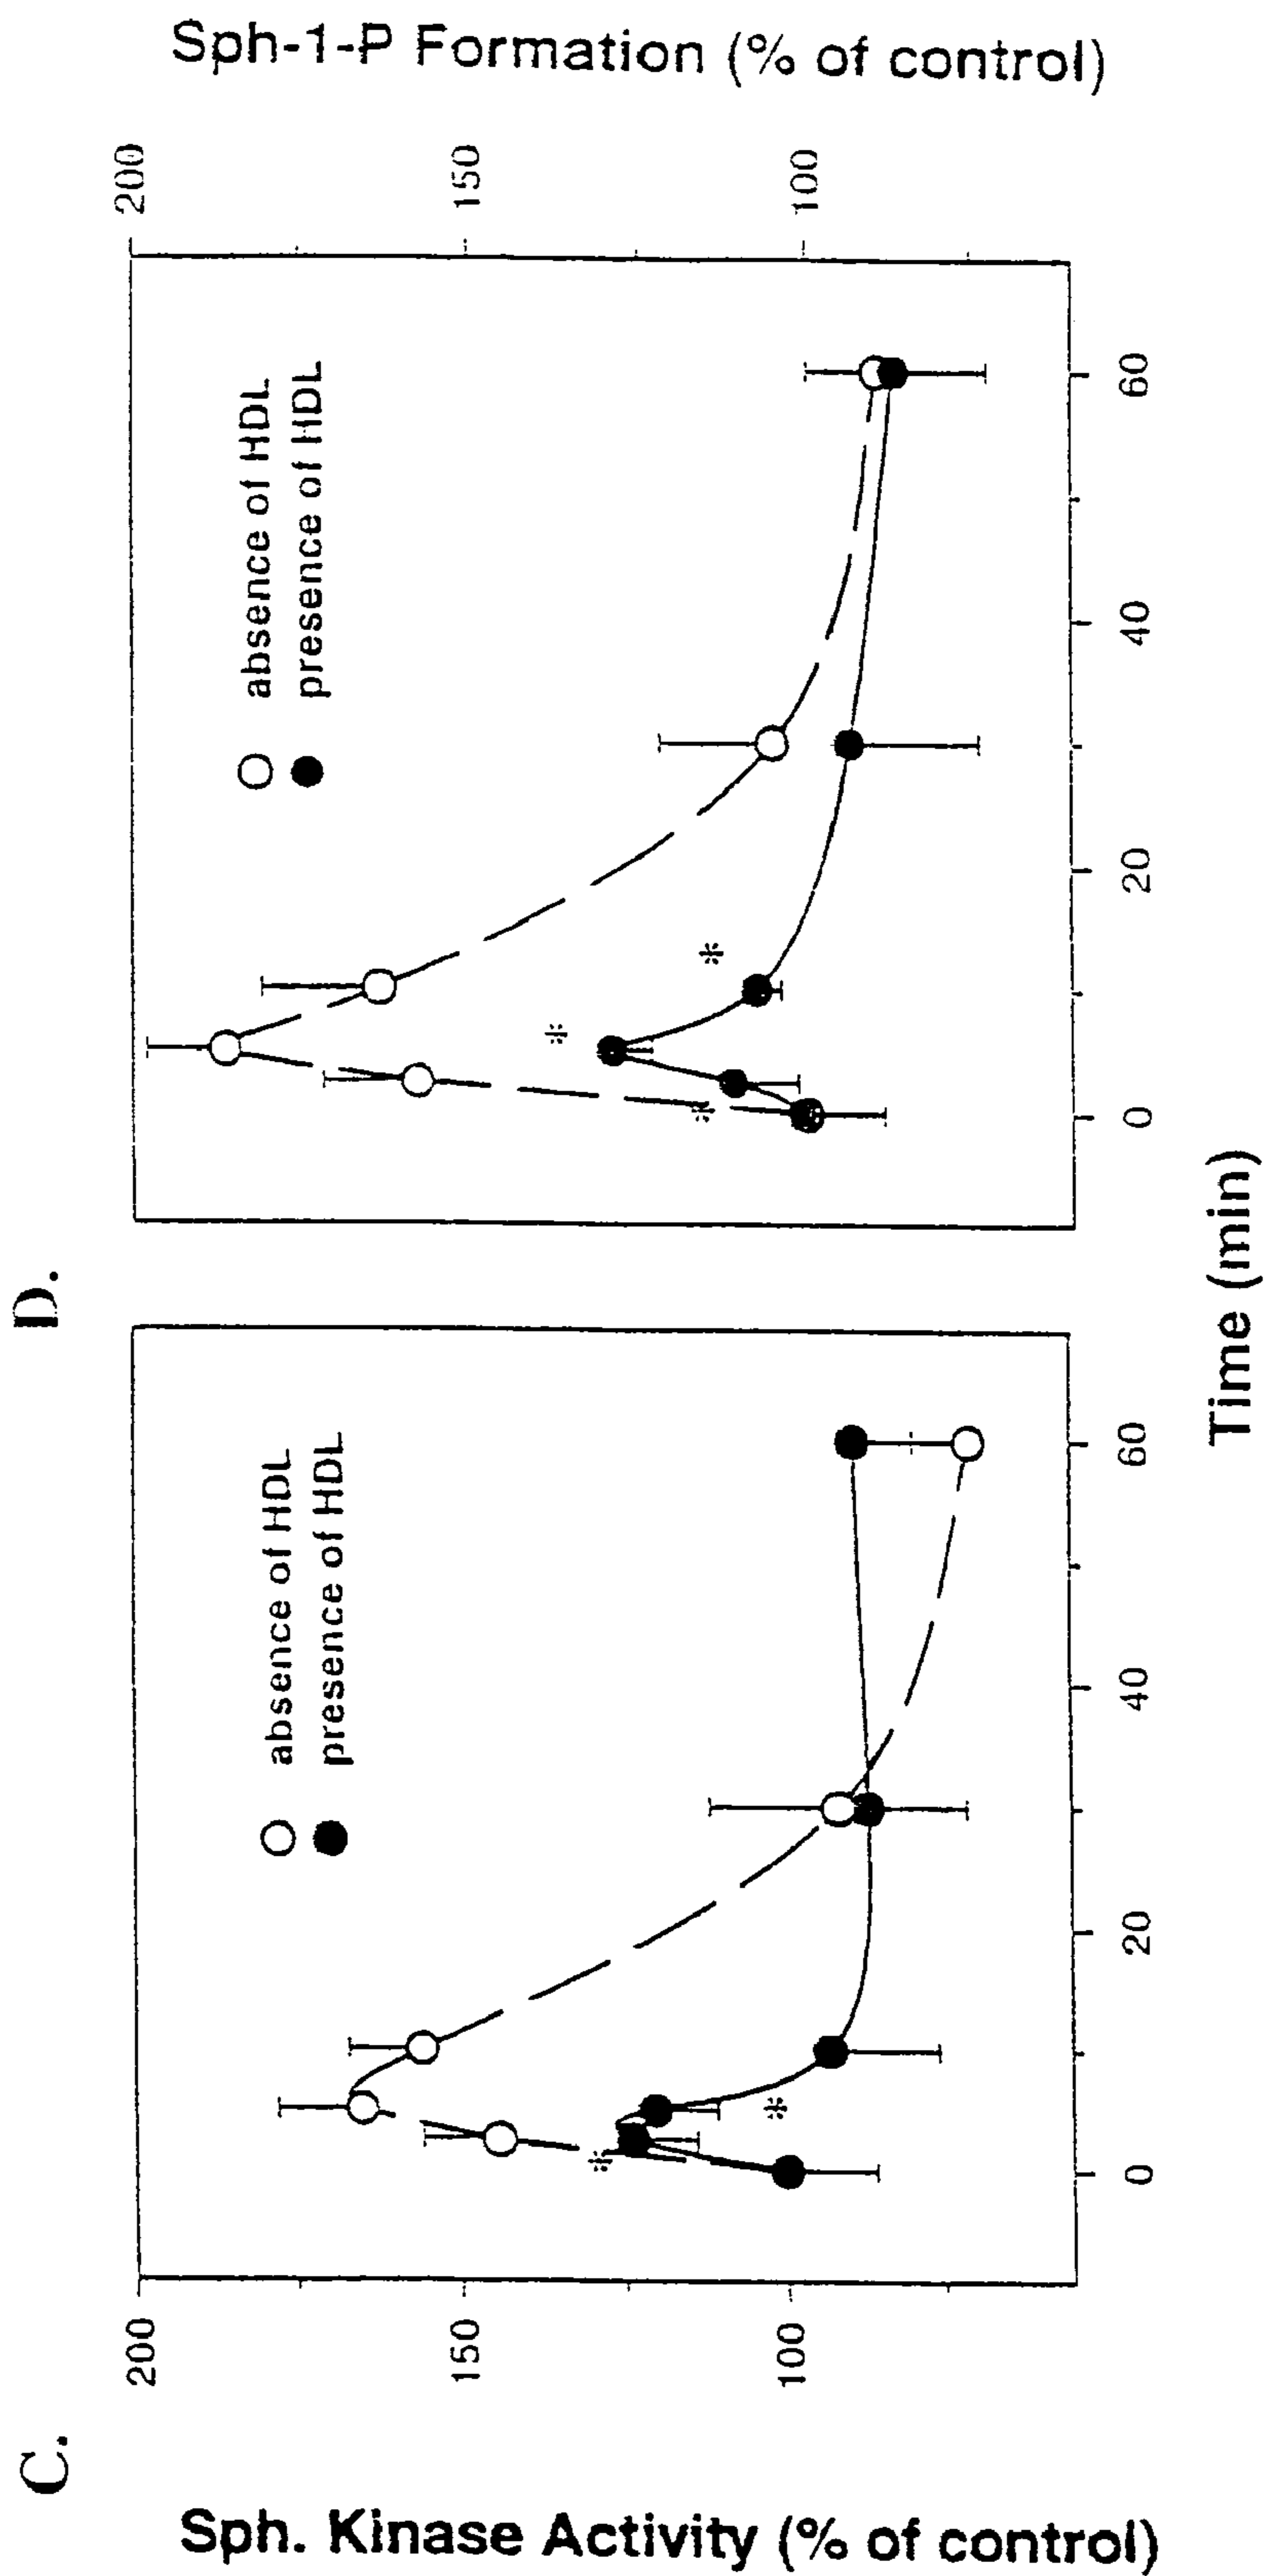 C.
Sph. Kinase Activity (% of control)
200
150
100
absence of HDL
presence of HDL
*
*
0
20
40
60
D.
absence of HDL
presence of HDL
*
*
*
0
20
40
60
200
150
100
Sph-1-P Formation (% of control)
Time (min)